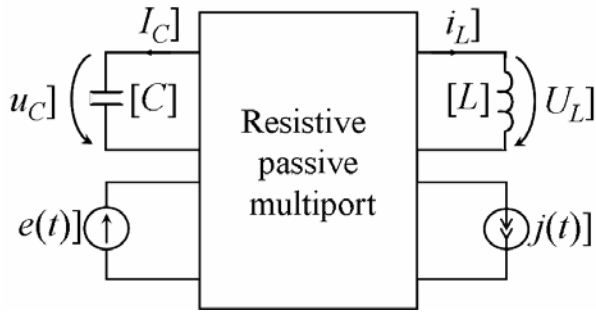 I_C]
i_L]
u_C]
[C]
Resistive
passive
multiport
[L]
U_L]
e(t)]
j(t)]